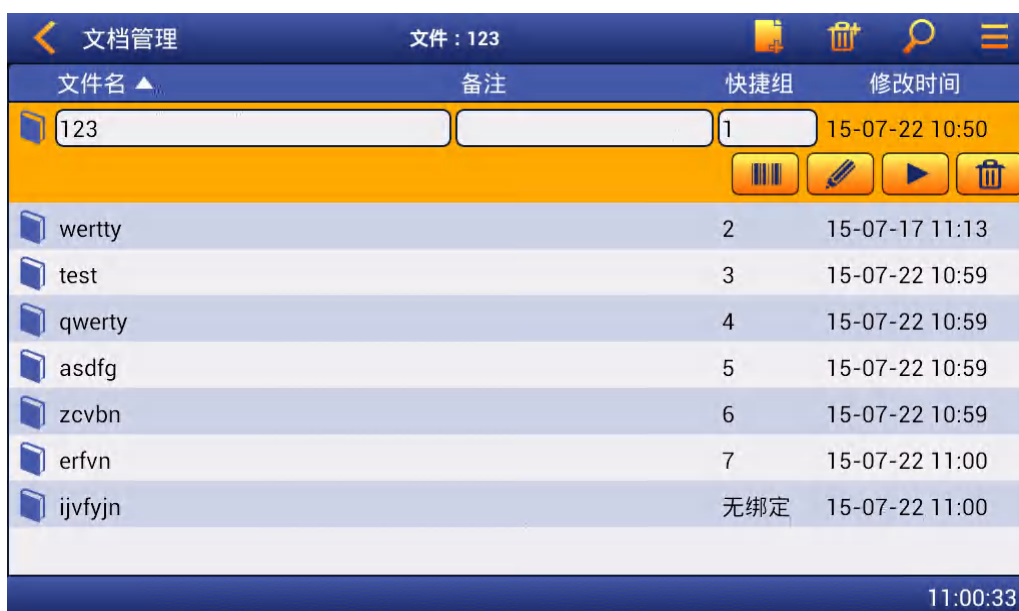 文档管理 文件：123
文件名 备注 快捷组 修改时间
123 1 15-07-22 10:50
wertty 2 15-07-17 11:13
test 3 15-07-22 10:59
qwerty 4 15-07-22 10:59
asdfg 5 15-07-22 10:59
zcvbn 6 15-07-22 10:59
erfvn 7 15-07-22 11:00
ijvfyjn 无绑定 15-07-22 11:00
11:00:33